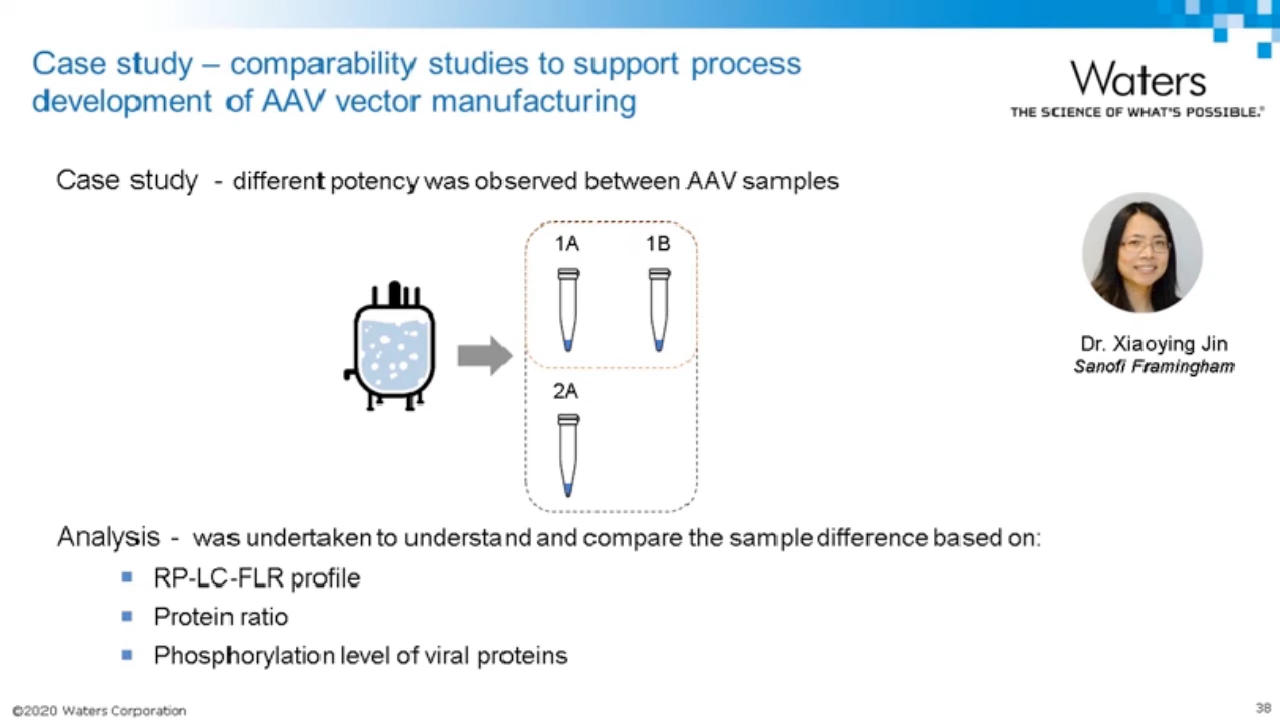 Case study – comparability studies to support process
development of AAV vector manufacturing
Waters
THE SCIENCE OF WHAT'S POSSIBLE.®
Case study - different potency was observed between AAV samples
1A 1B
2A
Dr. Xiaoying Jin
Sanofi Framingham
Analysis - was undertaken to understand and compare the sample difference based on:
RP-LC-FLR profile
Protein ratio
Phosphorylation level of viral proteins
©2020 Waters Corporation
38